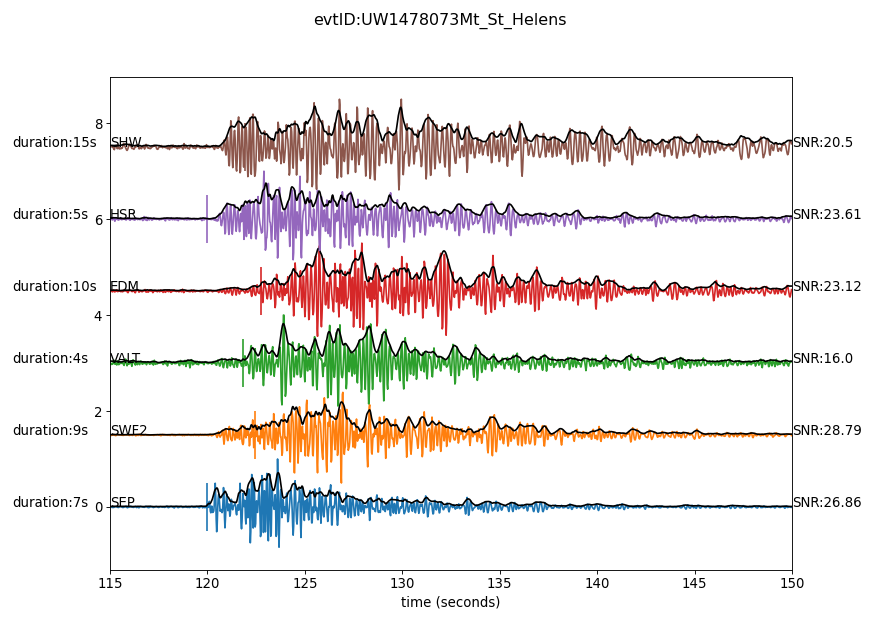 evtID:UW1478073Mt_St_Helens
8
duration:15s SHW SNR:20.5
duration:5s HSR SNR:23.61
6
duration:10s EDM SNR:23.12
4
duration:4s VALT SNR:16.0
2
duration:9s SWF2 SNR:28.79
duration:7s SEP SNR:26.86
0
115 120 125 130 135 140 145 150
time (seconds)